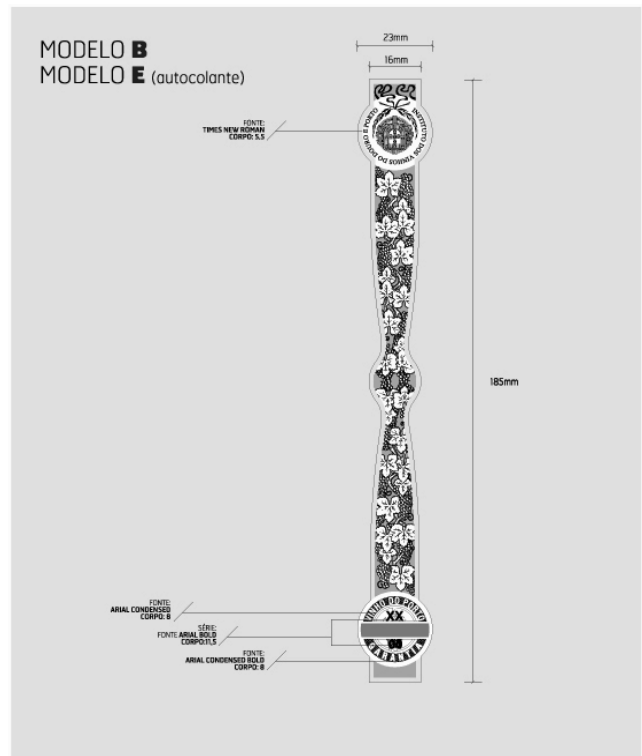 MODELO B
MODELO E (autocolante)
23mm
16mm
FONTE:
TIMES NEW ROMAN
CORPO: 5,5
INSTITUTO DOS VINHOS DO DOURO E PORTO
185mm
FONTE:
ARIAL CONDENSED
CORPO: 8
SÉRIE:
FONTE ARIAL BOLD
CORPO:11,5
FONTE:
ARIAL CONDENSED BOLD
CORPO: 8
VINHO DO PORTO
XX
GARANTIA